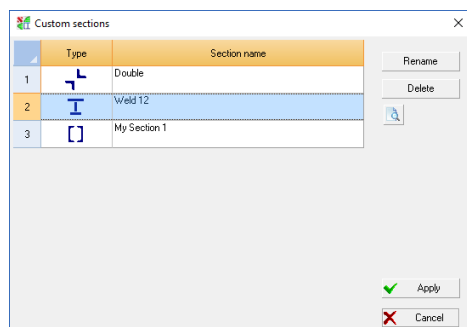 Custom sections
Type Section name
Rename
1 Double
Delete
2 Weld 12
3 My Section 1
Apply
Cancel